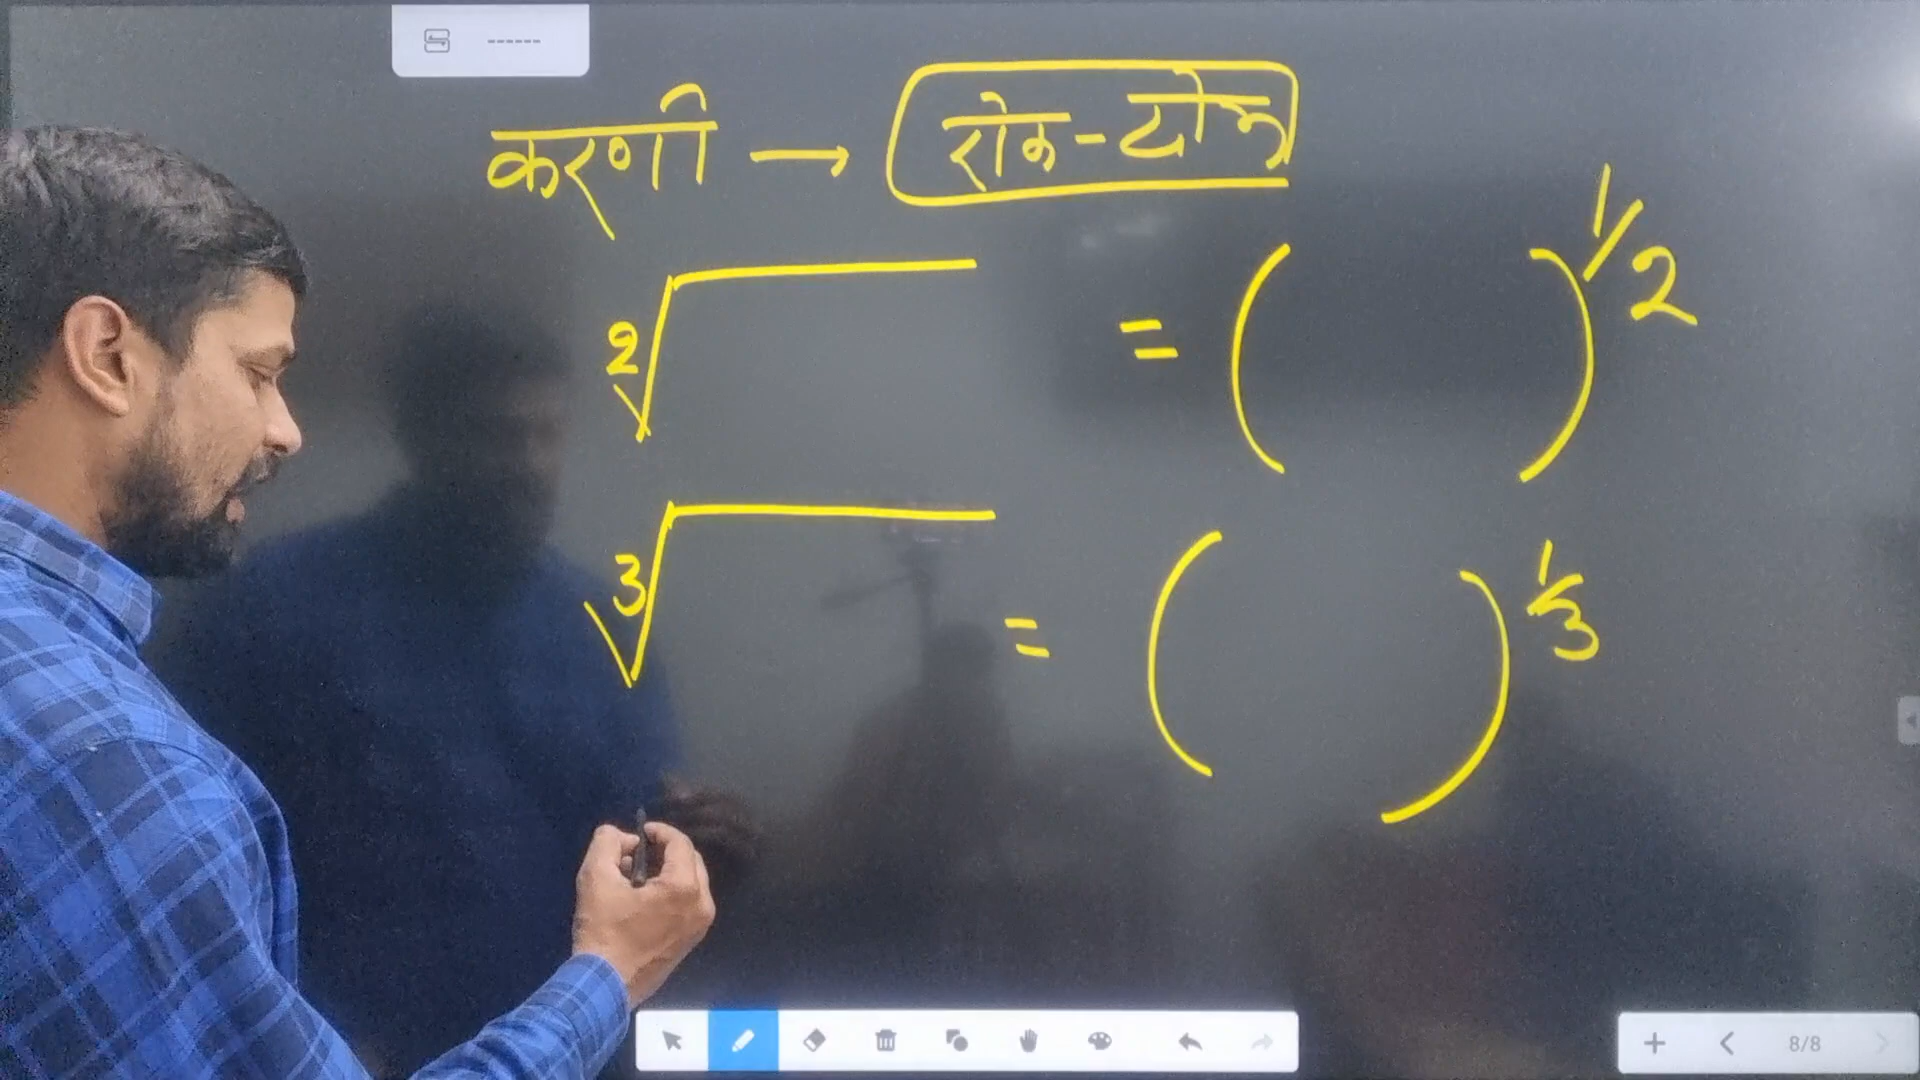 करणी → रोक-टोक
²√ = ( )^1/2
³√ = ( )^1/3
8/8